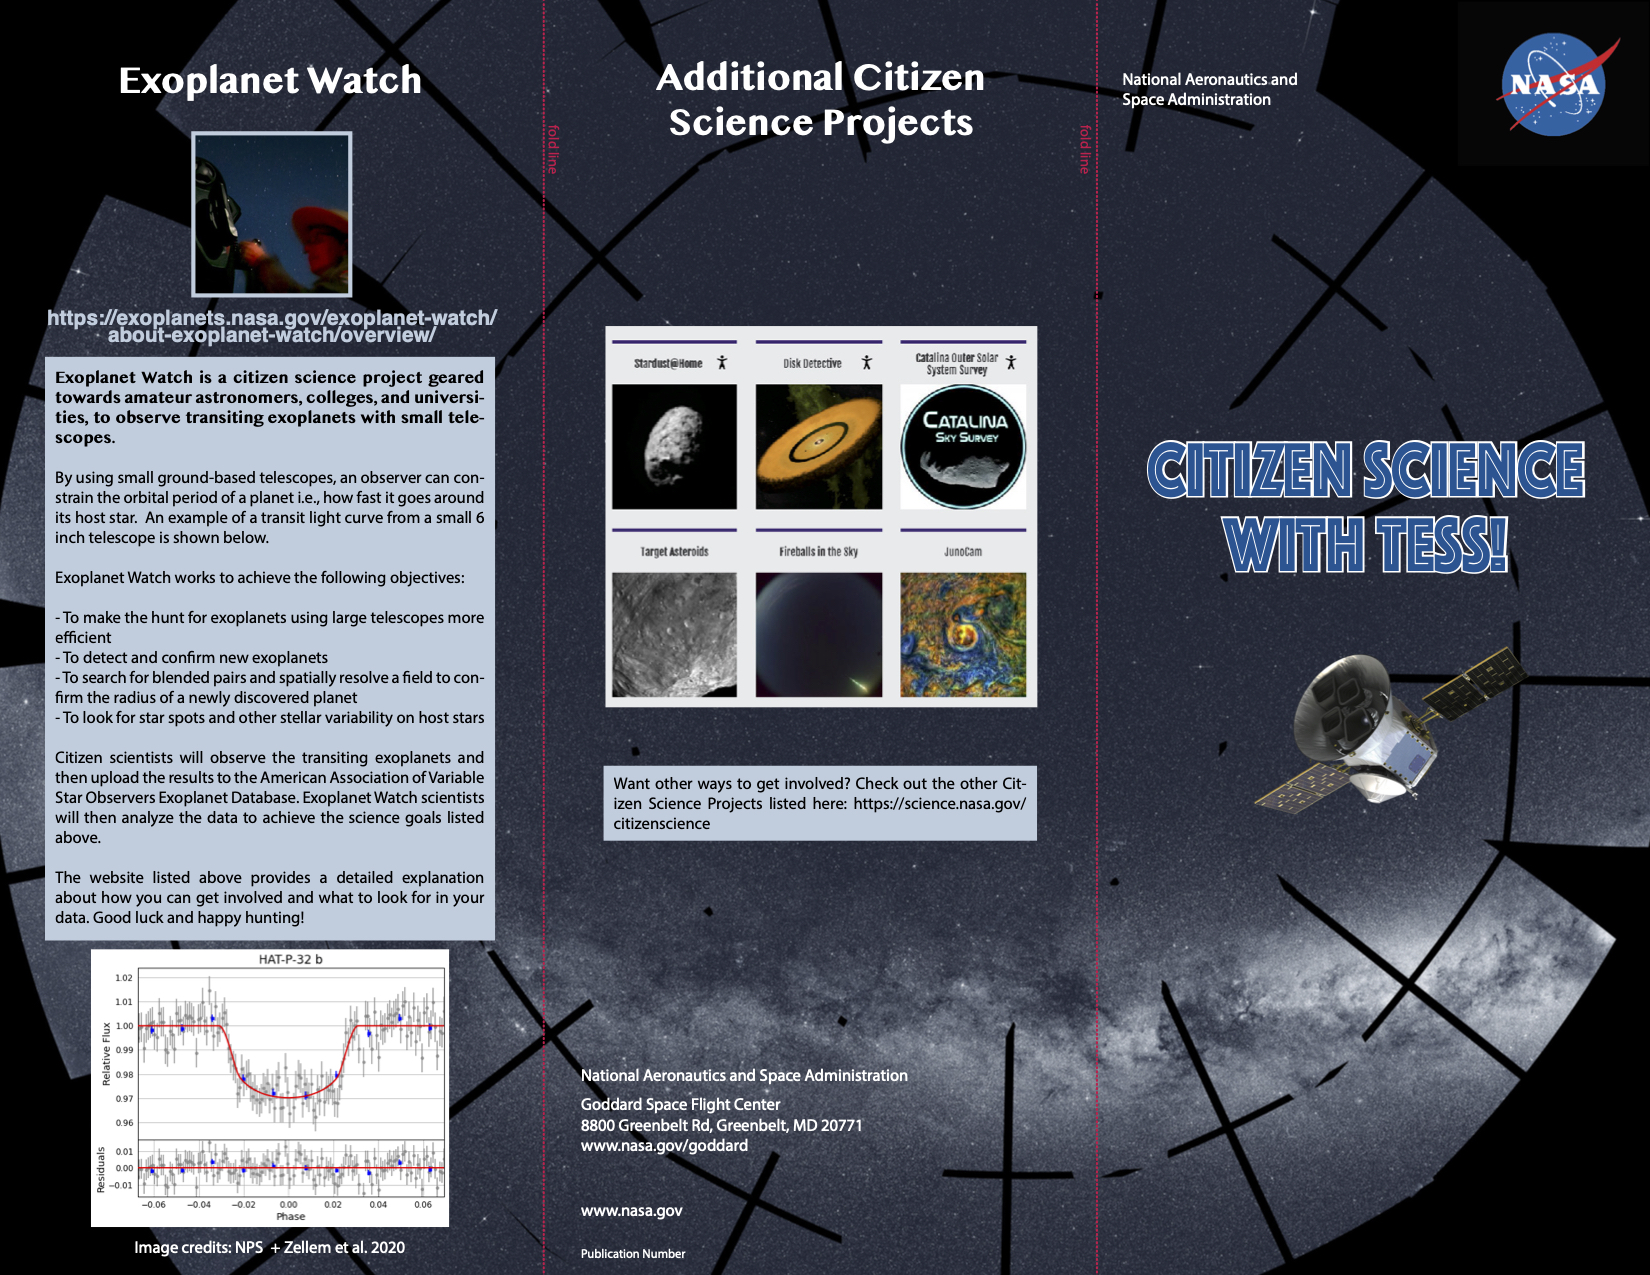 Exoplanet Watch
https://exoplanets.nasa.gov/exoplanet-watch/
about-exoplanet-watch/overview/
Exoplanet Watch is a citizen science project geared
towards amateur astronomers, colleges, and universi-
ties, to observe transiting exoplanets with small tele-
scopes.
By using small ground-based telescopes, an observer can con-
strain the orbital period of a planet i.e., how fast it goes around
its host star. An example of a transit light curve from a small 6
inch telescope is shown below.
Exoplanet Watch works to achieve the following objectives:
- To make the hunt for exoplanets using large telescopes more
efficient
- To detect and confirm new exoplanets
- To search for blended pairs and spatially resolve a field to con-
firm the radius of a newly discovered planet
- To look for star spots and other stellar variability on host stars
Citizen scientists will observe the transiting exoplanets and
then upload the results to the American Association of Variable
Star Observers Exoplanet Database. Exoplanet Watch scientists
will then analyze the data to achieve the science goals listed
above.
The website listed above provides a detailed explanation
about how you can get involved and what to look for in your
data. Good luck and happy hunting!
HAT-P-32 b
Relative Flux
1.02
1.01
1.00
0.99
0.98
0.97
0.96
Residuals
0.01
0.00
−0.01
−0.06 −0.04 −0.02 0.00 0.02 0.04 0.06
Phase
Image credits: NPS + Zellem et al. 2020
fold line
Additional Citizen
Science Projects
Stardust@Home
Disk Detective
Catalina Outer Solar
System Survey
CATALINA
SKY SURVEY
Target Asteroids
Fireballs in the Sky
JunoCam
Want other ways to get involved? Check out the other Cit-
izen Science Projects listed here: https://science.nasa.gov/
citizenscience
National Aeronautics and Space Administration
Goddard Space Flight Center
8800 Greenbelt Rd, Greenbelt, MD 20771
www.nasa.gov/goddard
www.nasa.gov
Publication Number
fold line
National Aeronautics and
Space Administration
NASA
CITIZEN SCIENCE
WITH TESS!